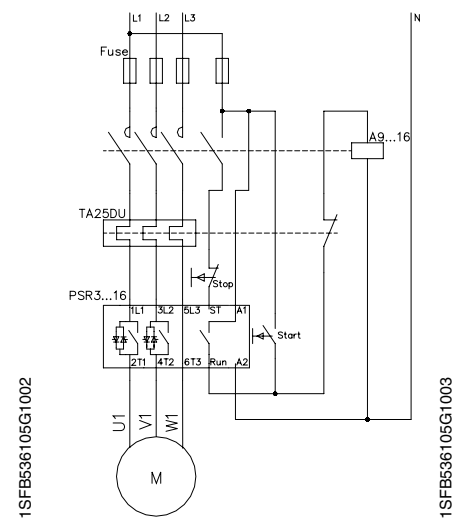 L1 L2 L3 N
Fuse
A9...16
TA25DU
Stop
PSR3...16
1L1 3L2 5L3 ST A1
Start
2T1 4T2 6T3 Run A2
U1 V1 W1
M
1SFB536105G1002
1SFB536105G1003